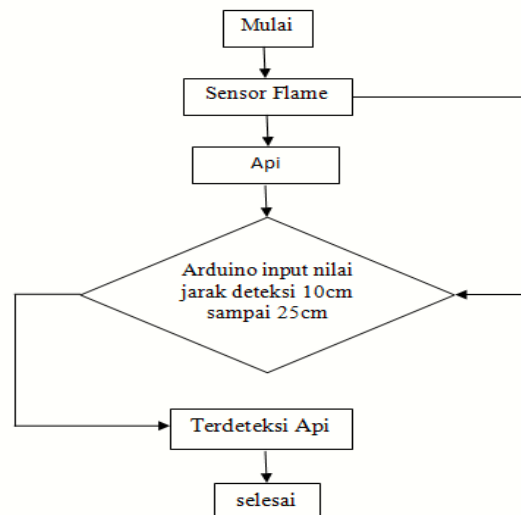 Mulai
Sensor Flame
Api
Arduino input nilai
jarak deteksi 10cm
sampai 25cm
Terdeteksi Api
selesai